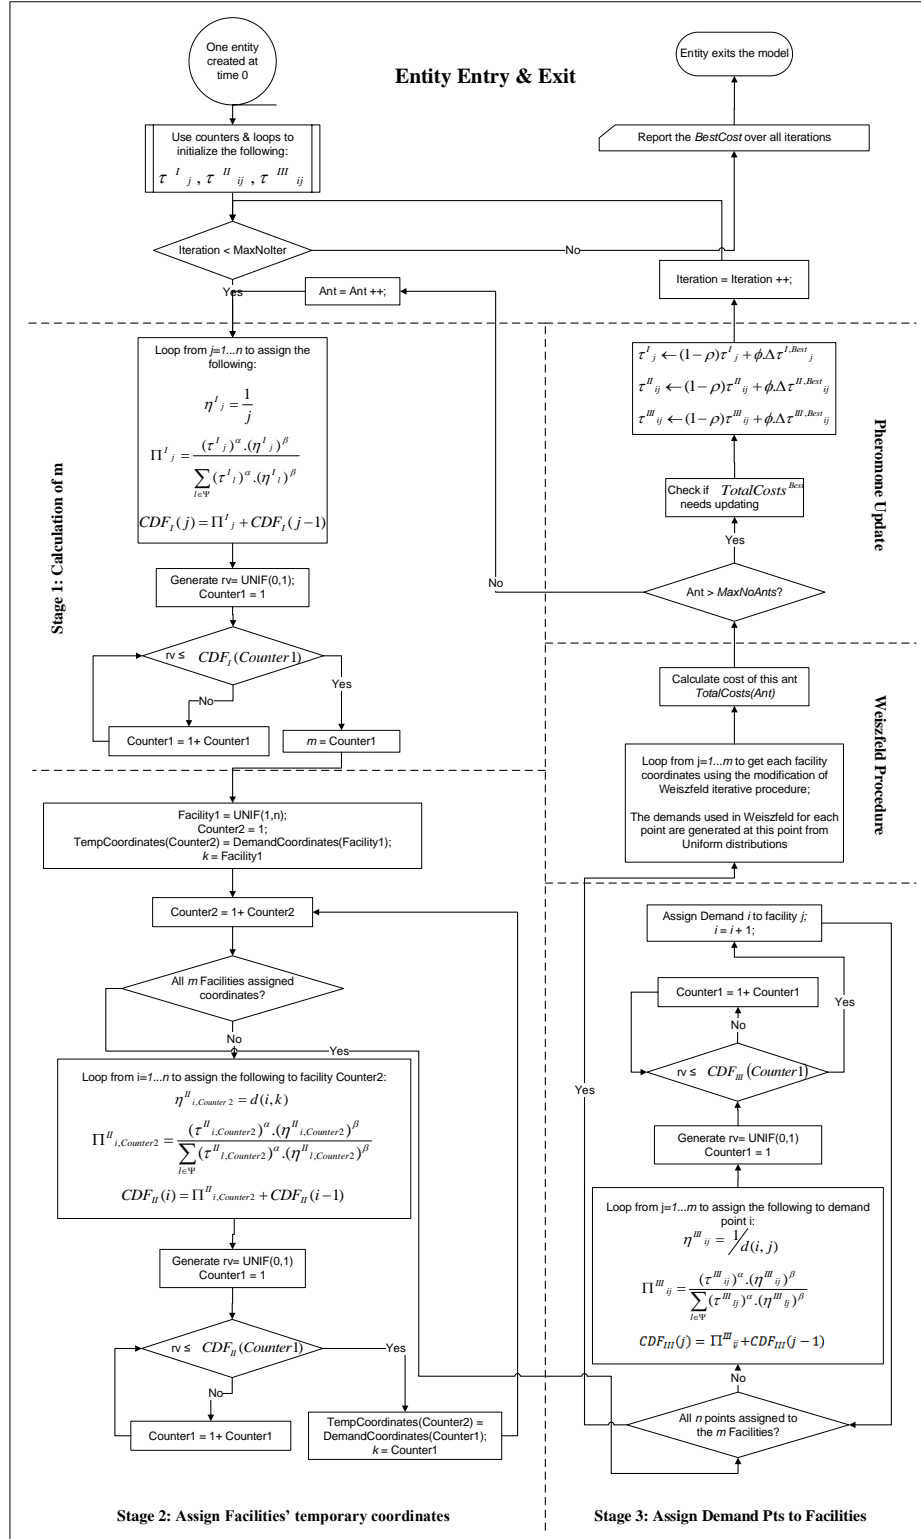 One entity
created at
time 0
Entity Entry & Exit
Entity exits the model
Use counters & loops to
initialize the following:
τ^I_j , τ^II_ij , τ^III_ij
Report the BestCost over all iterations
Iteration < MaxNoIter
No
Yes
Ant = Ant ++;
Iteration = Iteration ++;
Stage 1: Calculation of m
Loop from j=1...n to assign the
following:
η^I_j = 1/j
Π^I_j = (τ^I_j)^α.(η^I_j)^β / ∑_{l∈Ψ} (τ^I_l)^α.(η^I_l)^β
CDF_I(j) = Π^I_j + CDF_I(j−1)
Generate rv= UNIF(0,1);
Counter1 = 1
rv ≤ CDF_I(Counter1)
No
Yes
Counter1 = 1+ Counter1
m = Counter1
Pheromone Update
τ^I_j ← (1−ρ)τ^I_j + φ.Δτ^{I,Best}_j
τ^II_ij ← (1−ρ)τ^II_ij + φ.Δτ^{II,Best}_ij
τ^III_ij ← (1−ρ)τ^III_ij + φ.Δτ^{III,Best}_ij
Check if TotalCosts^Best
needs updating
Yes
Ant > MaxNoAnts?
No
Weiszfeld Procedure
Calculate cost of this ant
TotalCosts(Ant)
Loop from j=1...m to get each facility
coordinates using the modification of
Weiszfeld iterative procedure;
The demands used in Weiszfeld for each
point are generated at this point from
Uniform distributions
Facility1 = UNIF(1,n);
Counter2 = 1;
TempCoordinates(Counter2) = DemandCoordinates(Facility1);
k = Facility1
Counter2 = 1+ Counter2
All m Facilities assigned
coordinates?
No
Yes
Loop from i=1...n to assign the following to facility Counter2:
η^II_{i,Counter2} = d(i,k)
Π^II_{i,Counter2} = (τ^II_{i,Counter2})^α.(η^II_{i,Counter2})^β / ∑_{l∈Ψ} (τ^II_{l,Counter2})^α.(η^II_{l,Counter2})^β
CDF_II(i) = Π^II_{i,Counter2} + CDF_II(i−1)
Generate rv= UNIF(0,1)
Counter1 = 1
rv ≤ CDF_II(Counter1)
Yes
No
Counter1 = 1+ Counter1
TempCoordinates(Counter2) =
DemandCoordinates(Counter1);
k = Counter1
Stage 2: Assign Facilities’ temporary coordinates
Assign Demand i to facility j;
i = i + 1;
Counter1 = 1+ Counter1
Yes
No
rv ≤ CDF_III(Counter1)
Yes
Generate rv= UNIF(0,1)
Counter1 = 1
Loop from j=1...m to assign the following to demand
point i:
η^III_ij = 1/d(i,j)
Π^III_ij = (τ^III_ij)^α.(η^III_ij)^β / ∑_{l∈Ψ} (τ^III_lj)^α.(η^III_lj)^β
CDF_III(j) = Π^III_ij+CDF_III(j − 1)
No
All n points assigned to
the m Facilities?
Stage 3: Assign Demand Pts to Facilities